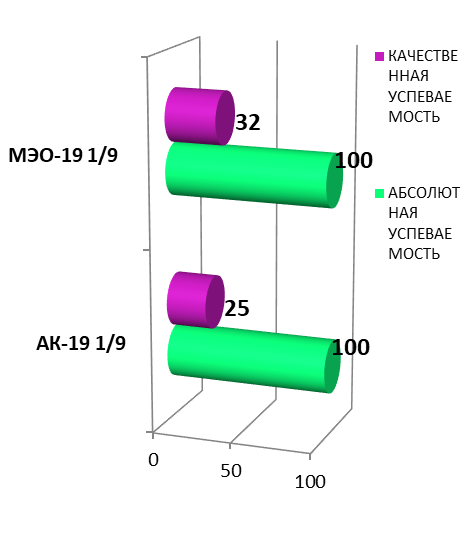 КАЧЕСТВЕ
ННАЯ
УСПЕВАЕ
МОСТЬ
32
МЭО-19 1/9
100
АБСОЛЮТ
НАЯ
УСПЕВАЕ
МОСТЬ
25
АК-19 1/9
100
0
50
100